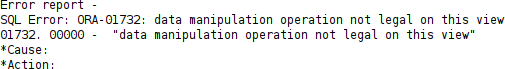 Error report -
SQL Error: ORA-01732: data manipulation operation not legal on this view
01732. 00000 -  "data manipulation operation not legal on this view"
*Cause:
*Action: